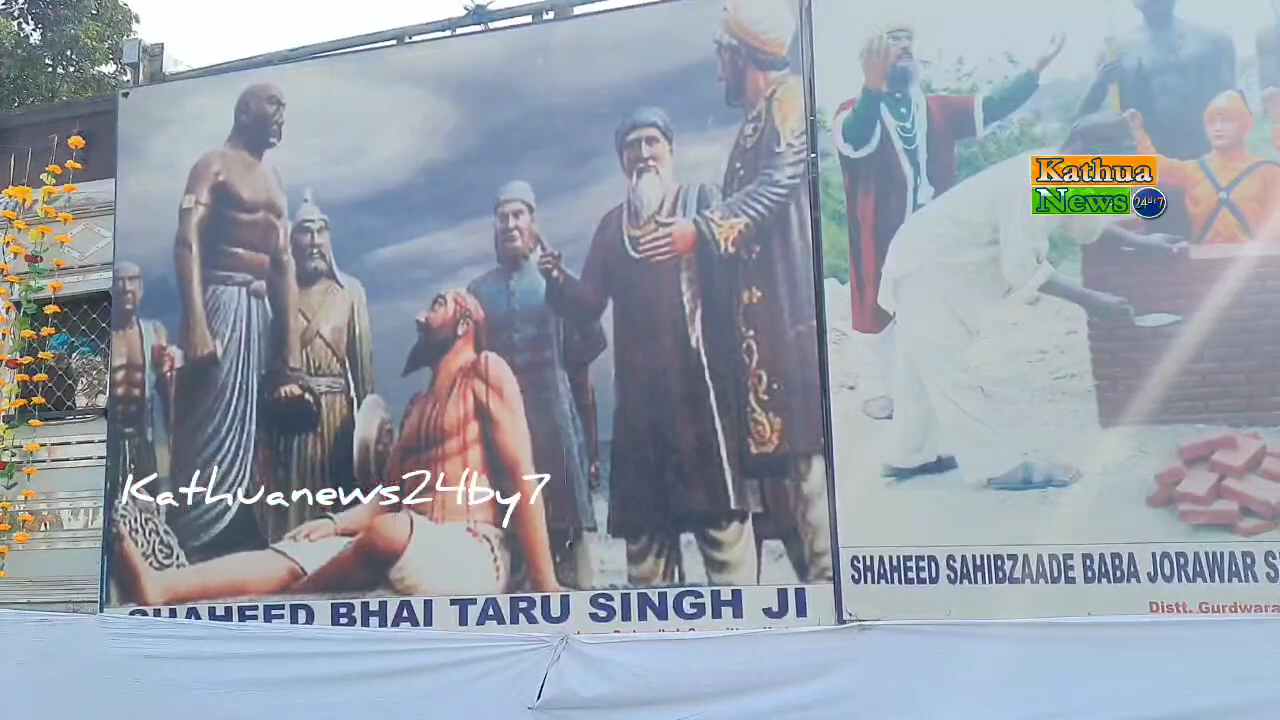 Kathua
News 24By7
Kathuanews24by7
SHAHEED BHAI TARU SINGH JI
SHAHEED SAHIBZAADE BABA JORAWAR S
Distt. Gurdwara